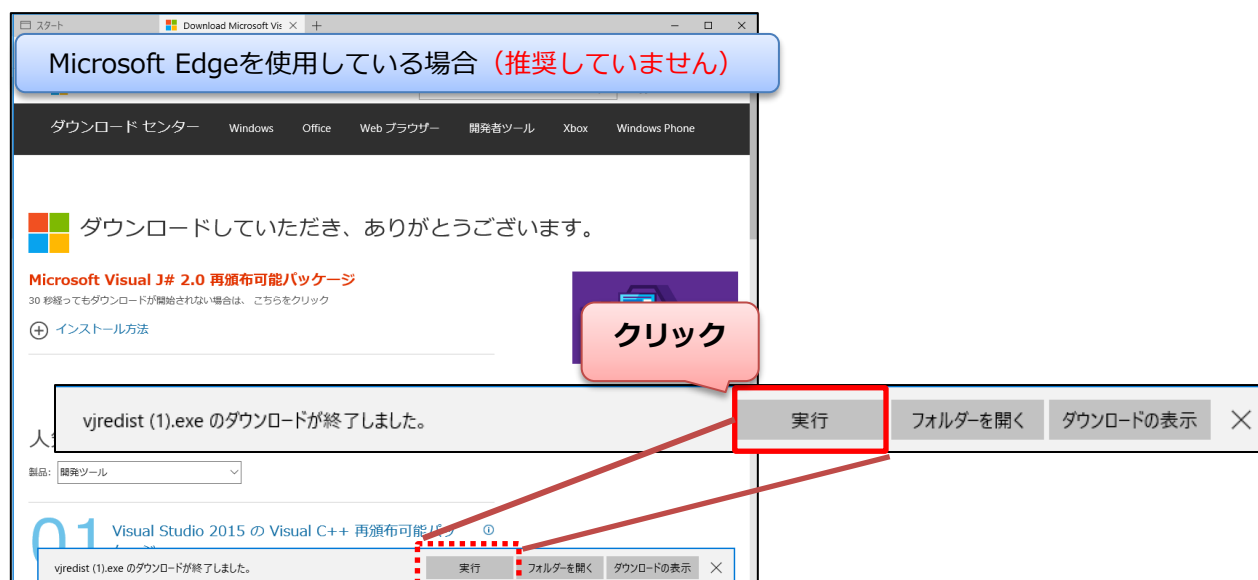 スタート
Download Microsoft Vis
Microsoft Edgeを使用している場合（推奨していません）
ダウンロード センター Windows Office Web ブラウザー 開発者ツール Xbox Windows Phone
ダウンロードしていただき、ありがとうございます。
Microsoft Visual J# 2.0 再頒布可能パッケージ
30 秒経ってもダウンロードが開始されない場合は、 こちらをクリック
インストール方法
クリック
vjredist (1).exe のダウンロードが終了しました。 実行 フォルダーを開く ダウンロードの表示
人
製品: 開発ツール
01 Visual Studio 2015 の Visual C++ 再頒布可能パッ
vjredist (1).exe のダウンロードが終了しました。 実行 フォルダーを開く ダウンロードの表示